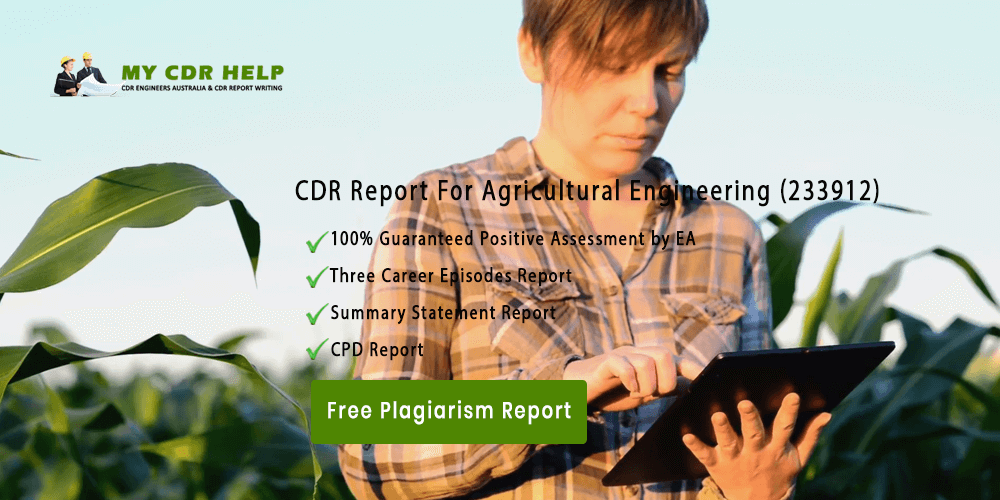 MY CDR HELP
CDR ENGINEERS AUSTRALIA & CDR REPORT WRITING
CDR Report For Agricultural Engineering (233912)
100% Guaranteed Positive Assessment by EA
Three Career Episodes Report
Summary Statement Report
CPD Report
Free Plagiarism Report